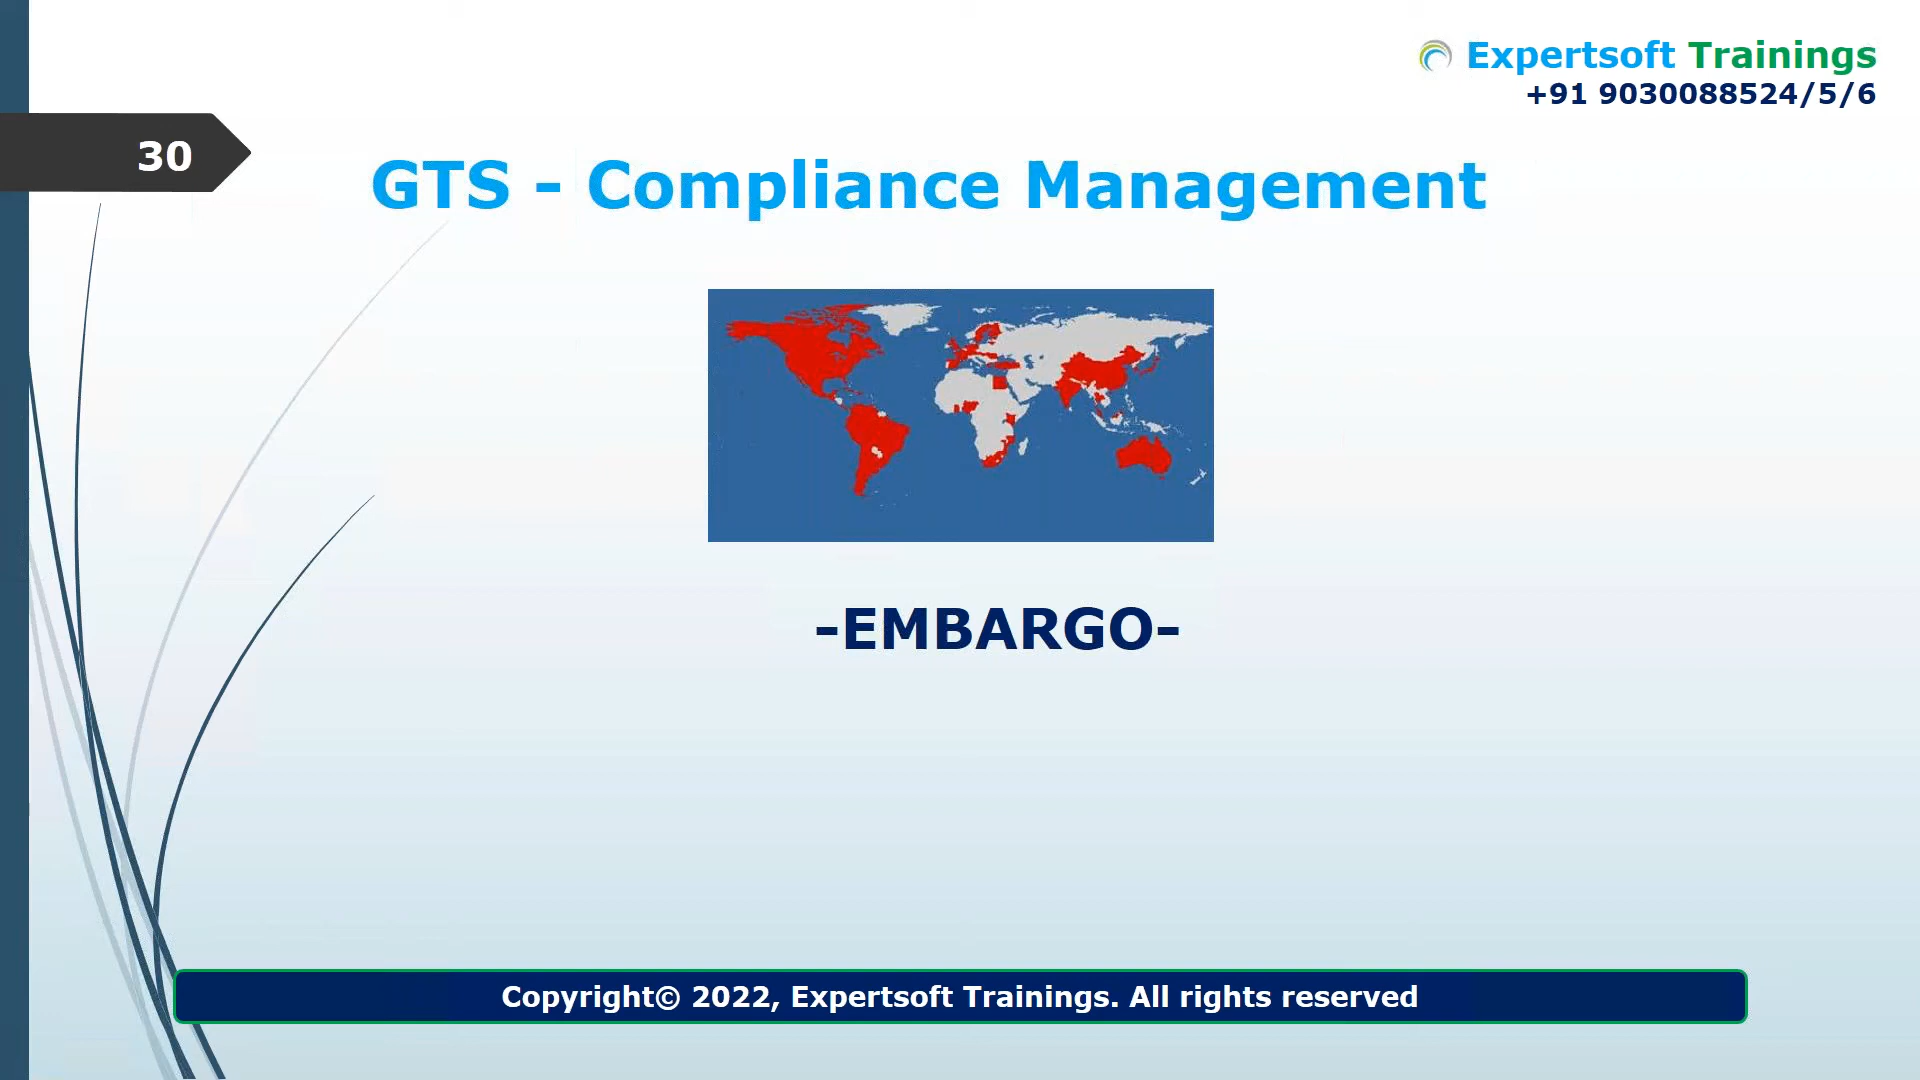 Expertsoft Trainings
+91 9030088524/5/6
30
GTS - Compliance Management
-EMBARGO-
Copyright© 2022, Expertsoft Trainings. All rights reserved